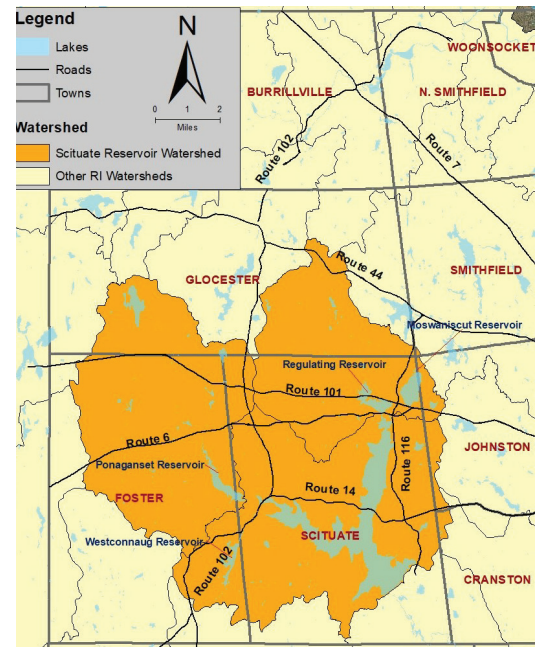 Legend
Lakes
Roads
Towns
Watershed
Scituate Reservoir Watershed
Other RI Watersheds
N
0 1 2
Miles
WOONSOCKET
BURRILLVILLE
N. SMITHFIELD
Route 102
Route 7
GLOCESTER
Route 44
SMITHFIELD
Moswaniscut Reservoir
Regulating Reservoir
Route 101
Route 6
Route 116
JOHNSTON
Ponaganset Reservoir
FOSTER
Route 14
SCITUATE
Westconnaug Reservoir
Route 102
CRANSTON